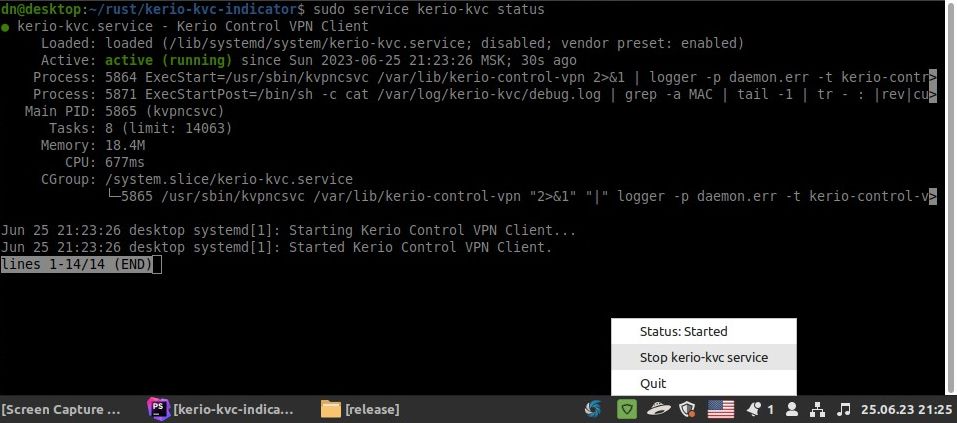 dn@desktop:~/rust/kerio-kvc-indicator$ sudo service kerio-kvc status
● kerio-kvc.service - Kerio Control VPN Client
Loaded: loaded (/lib/systemd/system/kerio-kvc.service; disabled; vendor preset: enabled)
Active: active (running) since Sun 2023-06-25 21:23:26 MSK; 30s ago
Process: 5864 ExecStart=/usr/sbin/kvpncsvc /var/lib/kerio-control-vpn 2>&1 | logger -p daemon.err -t kerio-contr>
Process: 5871 ExecStartPost=/bin/sh -c cat /var/log/kerio-kvc/debug.log | grep -a MAC | tail -1 | tr - : |rev|cu>
Main PID: 5865 (kvpncsvc)
Tasks: 8 (limit: 14063)
Memory: 18.4M
CPU: 677ms
CGroup: /system.slice/kerio-kvc.service
└─5865 /usr/sbin/kvpncsvc /var/lib/kerio-control-vpn "2>&1" "|" logger -p daemon.err -t kerio-control-v>
Jun 25 21:23:26 desktop systemd[1]: Starting Kerio Control VPN Client...
Jun 25 21:23:26 desktop systemd[1]: Started Kerio Control VPN Client.
lines 1-14/14 (END)
Status: Started
Stop kerio-kvc service
Quit
[Screen Capture ... PS [kerio-kvc-indica... [release] 1 25.06.23 21:25